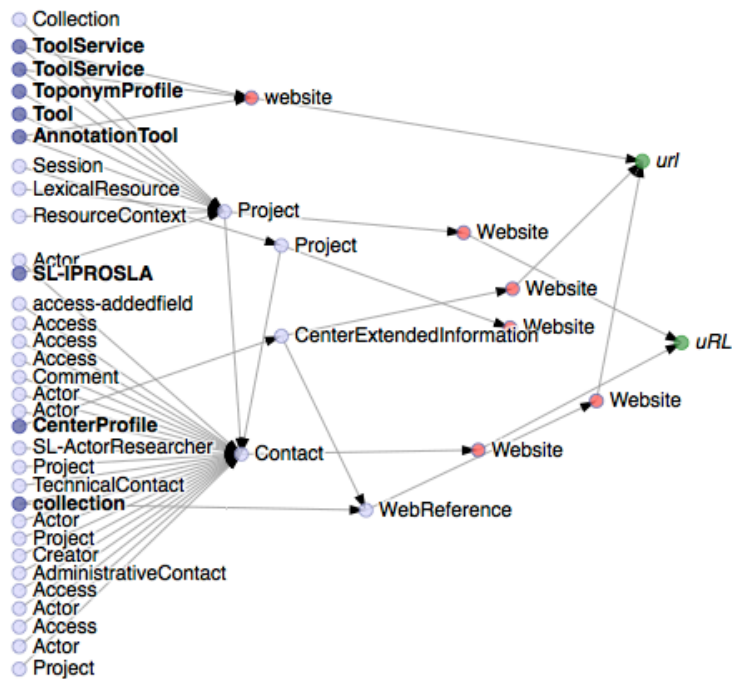 Collection
ToolService
ToolService
ToponymProfile
Tool
AnnotationTool
Session
LexicalResource
ResourceContext
Actor
SL-IPROSLA
access-addedfield
Access
Access
Access
Comment
Actor
Actor
CenterProfile
SL-ActorResearcher
Project
TechnicalContact
collection
Actor
Project
Creator
AdministrativeContact
Access
Actor
Access
Actor
Project
website
Project
Project
CenterExtendedInformation
Contact
WebReference
Website
Website
Website
Website
Website
url
uRL